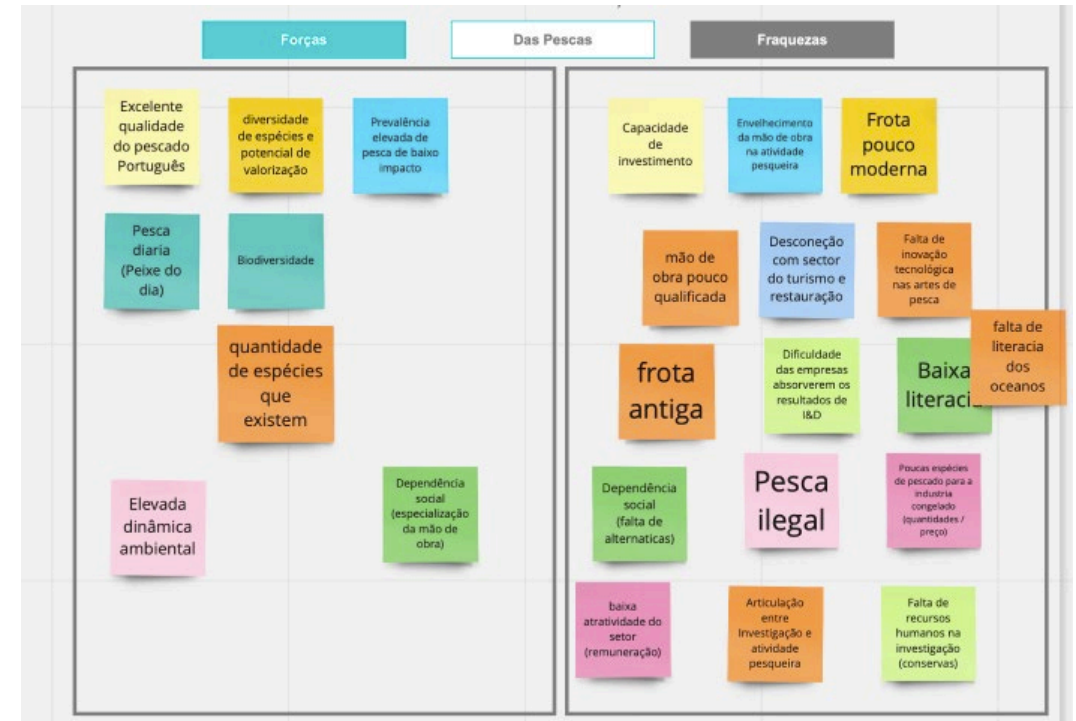 Forças
Das Pescas
Fraquezas
Excelente
qualidade
do pescado
Português
diversidade
de espécies e
potencial de
valorização
Prevalência
elevada de
pesca de baixo
impacto
Pesca
diaria
(Peixe do
dia)
Biodiversidade
quantidade
de espécies
que
existem
Elevada
dinâmica
ambiental
Dependência
social
(especialização
da mão de
obra)
Capacidade
de
investimento
Envelhecimento
da mão de obra
na atividade
pesqueira
Frota
pouco
moderna
mão de
obra pouco
qualificada
Desconeção
com sector
do turismo e
restauração
Falta de
inovação
tecnológica
nas artes de
pesca
frota
antiga
Dificuldade
das empresas
absorverem os
resultados de
I&D
Baixa
literacia
falta de
literacia
dos
oceanos
Dependência
social
(falta de
alternaticas)
Pesca
ilegal
Poucas espécies
de pescado para a
industria
congelado
(quantidades /
preço)
baixa
atratividade do
setor
(remuneração)
Articulação
entre
Investigação e
atividade
pesqueira
Falta de
recursos
humanos na
investigação
(conservas)